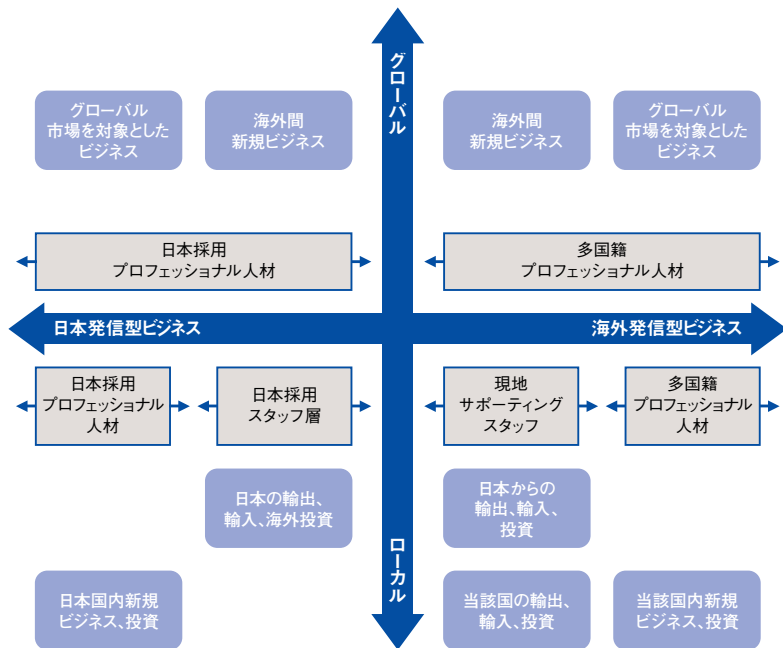 グローバル
グローバル
市場を対象とした
ビジネス
海外間
新規ビジネス
海外間
新規ビジネス
グローバル
市場を対象とした
ビジネス
日本採用
プロフェッショナル人材
多国籍
プロフェッショナル人材
日本発信型ビジネス
海外発信型ビジネス
日本採用
プロフェッショナル
人材
日本採用
スタッフ層
現地
サポーティング
スタッフ
多国籍
プロフェッショナル
人材
日本の輸出、
輸入、海外投資
日本からの
輸出、輸入、
投資
ローカル
日本国内新規
ビジネス、投資
当該国の輸出、
輸入、投資
当該国内新規
ビジネス、投資